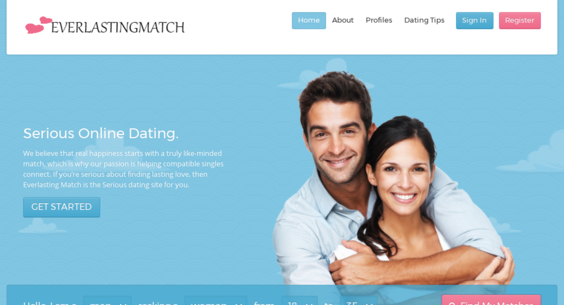 EVERLASTINGMATCH
Home About Profiles Dating Tips Sign In Register
Serious Online Dating.
We believe that real happiness starts with a truly like-minded
match, which is why our passion is helping compatible singles
connect. If you're serious about finding lasting love, then
Everlasting Match is the Serious dating site for you.
GET STARTED
Hello I am a man seeking a woman from 18 to 35 Find My Matches